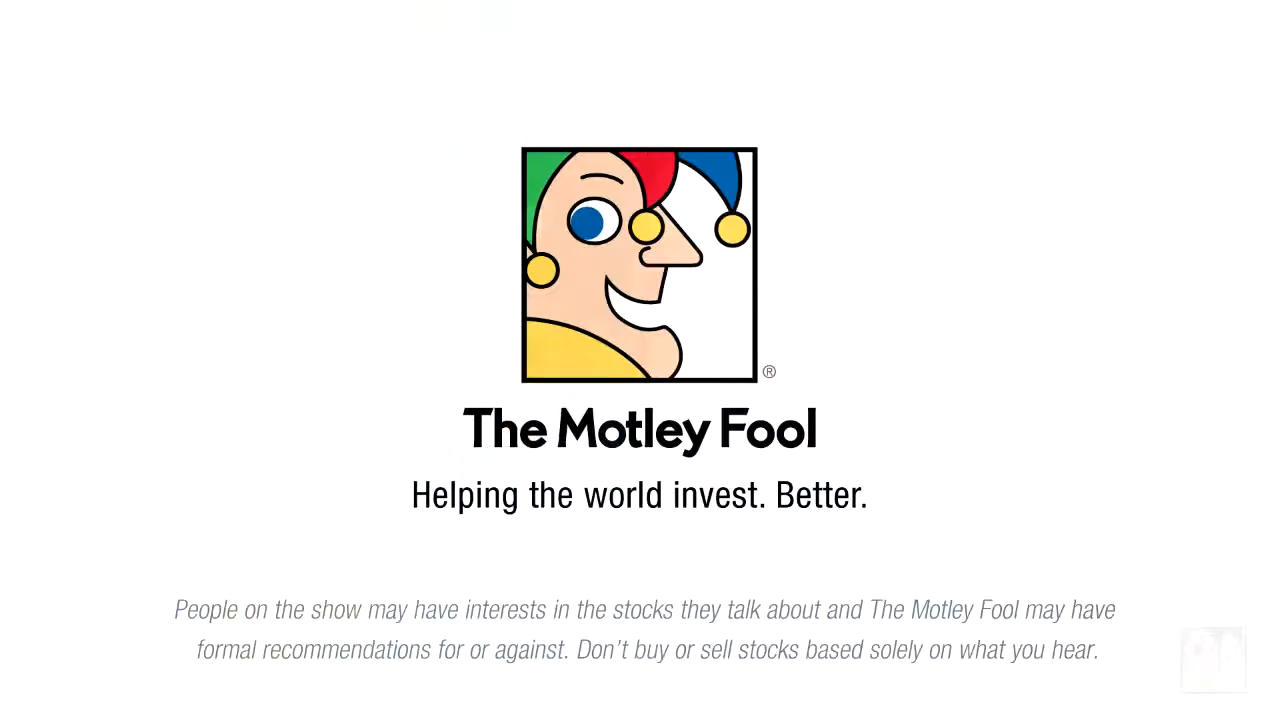 ®
The Motley Fool
Helping the world invest. Better.
People on the show may have interests in the stocks they talk about and The Motley Fool may have
formal recommendations for or against. Don't buy or sell stocks based solely on what you hear.